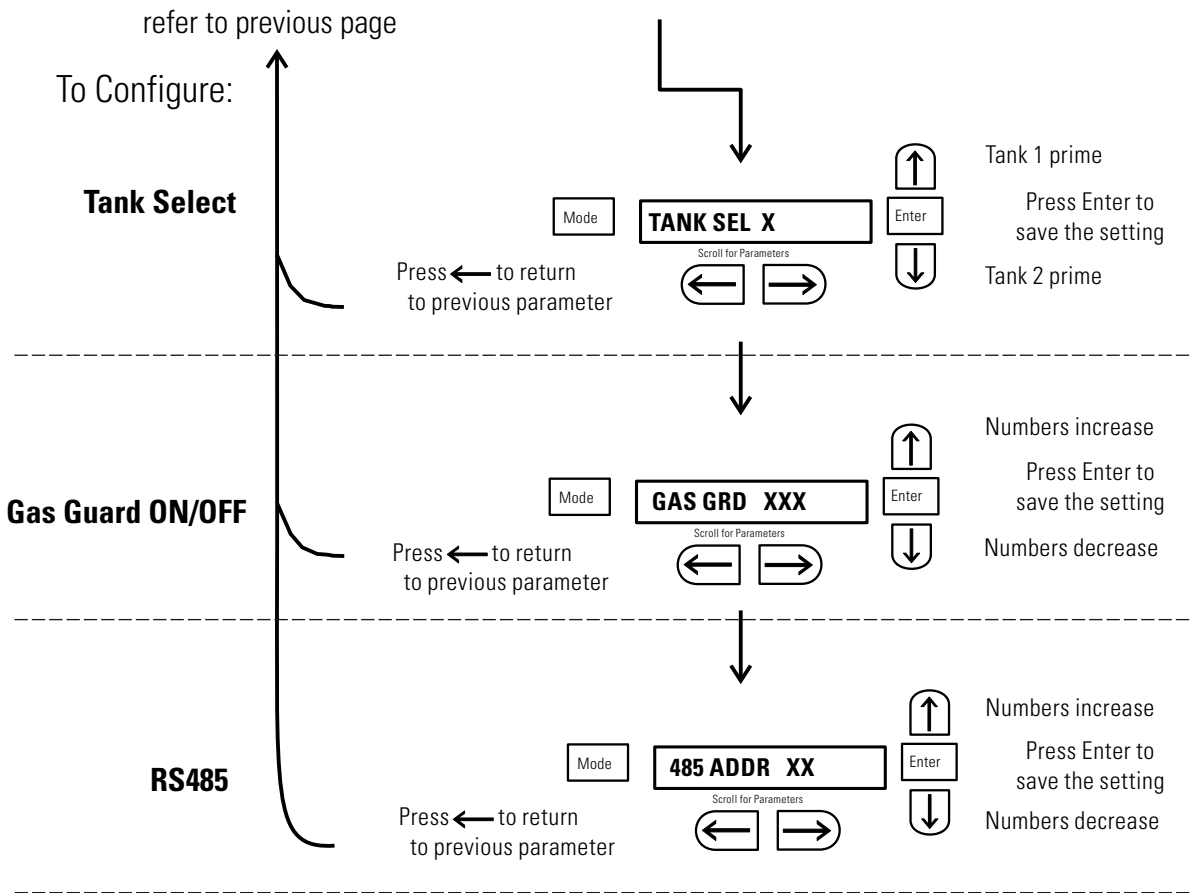 refer to previous page
To Configure:
Tank Select
Mode
TANK SEL X
Scroll for Parameters
Enter
Tank 1 prime
Press Enter to
save the setting
Tank 2 prime
Press ← to return
to previous parameter
Gas Guard ON/OFF
Mode
GAS GRD XXX
Scroll for Parameters
Enter
Numbers increase
Press Enter to
save the setting
Numbers decrease
Press ← to return
to previous parameter
RS485
Mode
485 ADDR XX
Scroll for Parameters
Enter
Numbers increase
Press Enter to
save the setting
Numbers decrease
Press ← to return
to previous parameter